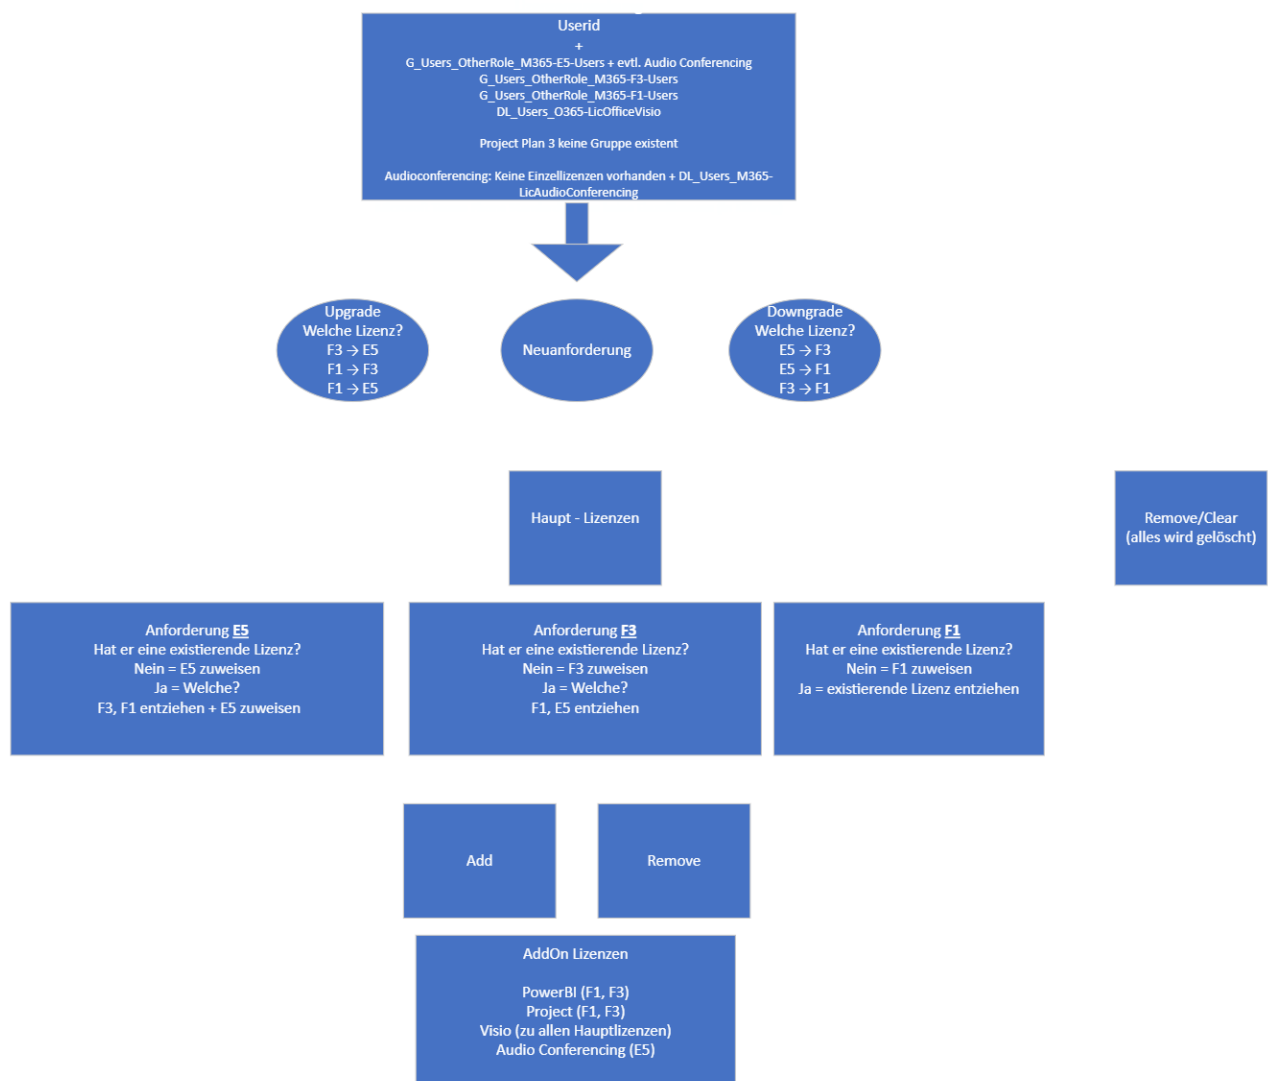 Userid
+
G_Users_OtherRole_M365-E5-Users + evtl. Audio Conferencing
G_Users_OtherRole_M365-F3-Users
G_Users_OtherRole_M365-F1-Users
DL_Users_O365-LicOfficeVisio
Project Plan 3 keine Gruppe existent
Audioconferencing: Keine Einzellizenzen vorhanden + DL_Users_M365-
LicAudioConferencing
Upgrade
Welche Lizenz?
F3 → E5
F1 → F3
F1 → E5
Neuanforderung
Downgrade
Welche Lizenz?
E5 → F3
E5 → F1
F3 → F1
Haupt - Lizenzen
Remove/Clear
(alles wird gelöscht)
Anforderung E5
Hat er eine existierende Lizenz?
Nein = E5 zuweisen
Ja = Welche?
F3, F1 entziehen + E5 zuweisen
Anforderung F3
Hat er eine existierende Lizenz?
Nein = F3 zuweisen
Ja = Welche?
F1, E5 entziehen
Anforderung F1
Hat er eine existierende Lizenz?
Nein = F1 zuweisen
Ja = existierende Lizenz entziehen
Add
Remove
AddOn Lizenzen
PowerBI (F1, F3)
Project (F1, F3)
Visio (zu allen Hauptlizenzen)
Audio Conferencing (E5)